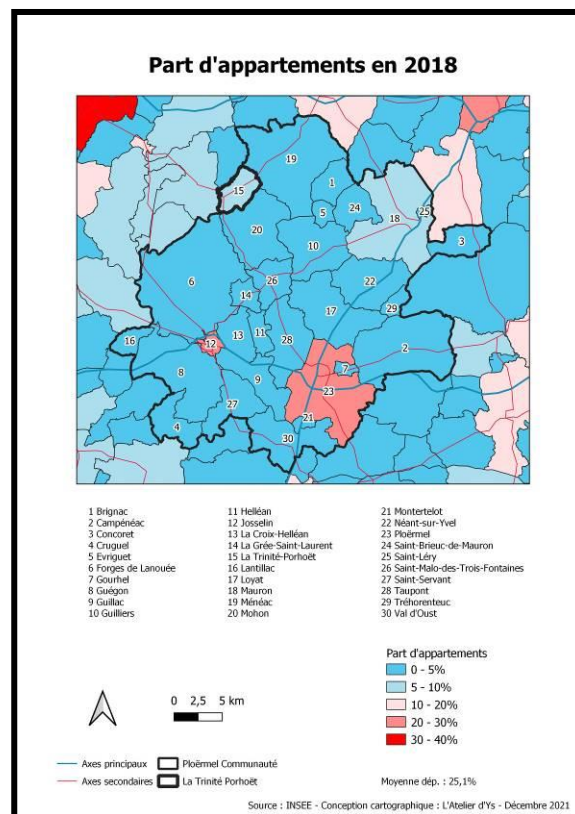 Part d'appartements en 2018
19
15
1
24
5
18
25
20
10
3
6
26
22
14
17
29
16
12
13
11
28
2
8
9
7
23
27
4
21
30
1 Brignac
2 Campénéac
3 Concoret
4 Cruguel
5 Evriguet
6 Forges de Lanouée
7 Gourhel
8 Guégon
9 Guillac
10 Guilliers
11 Helléan
12 Josselin
13 La Croix-Helléan
14 La Grée-Saint-Laurent
15 La Trinité-Porhoët
16 Lantillac
17 Loyat
18 Mauron
19 Ménéac
20 Mohon
21 Montertelot
22 Néant-sur-Yvel
23 Ploërmel
24 Saint-Brieuc-de-Mauron
25 Saint-Léry
26 Saint-Malo-des-Trois-Fontaines
27 Saint-Servant
28 Taupont
29 Tréhorenteuc
30 Val d'Oust
Part d'appartements
0 - 5%
5 - 10%
10 - 20%
20 - 30%
30 - 40%
0 2,5 5 km
Axes principaux
Ploërmel Communauté
Axes secondaires
La Trinité Porhoët
Moyenne dép. : 25,1%
Source : INSEE - Conception cartographique : L'Atelier d'Ys - Décembre 2021